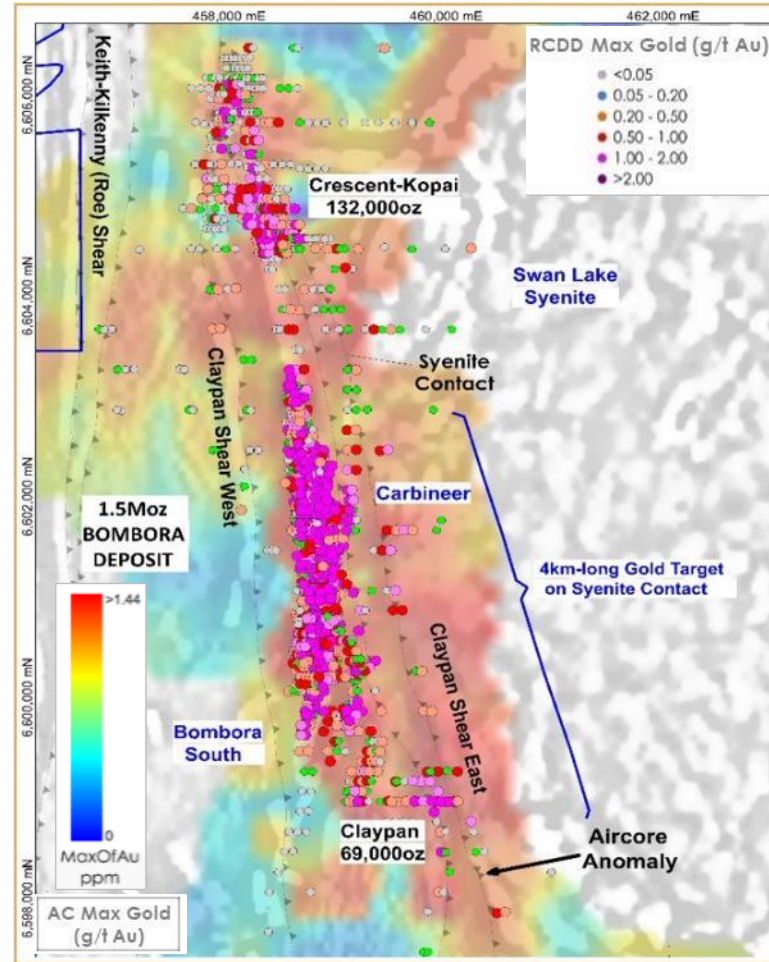 458,000 mE
460,000 mE
462,000 mE
RCDD Max Gold (g/t Au)
<0.05
0.05 - 0.20
0.20 - 0.50
0.50 - 1.00
1.00 - 2.00
>2.00
6,606,000 mN
Keith-Kilkenny (Roe) Shear
Crescent-Kopai
132,000oz
Swan Lake
Syenite
6,604,000 mN
Syenite
Contact
Claypan Shear West
6,602,000 mN
1.5Moz
BOMBORA
DEPOSIT
Carbineer
4km-long Gold Target
on Syenite Contact
>1.44
0
MaxOfAu
ppm
AC Max Gold
(g/t Au)
6,600,000 mN
Claypan Shear East
Bombora
South
Claypan
69,000oz
Aircore
Anomaly
6,598,000 mN